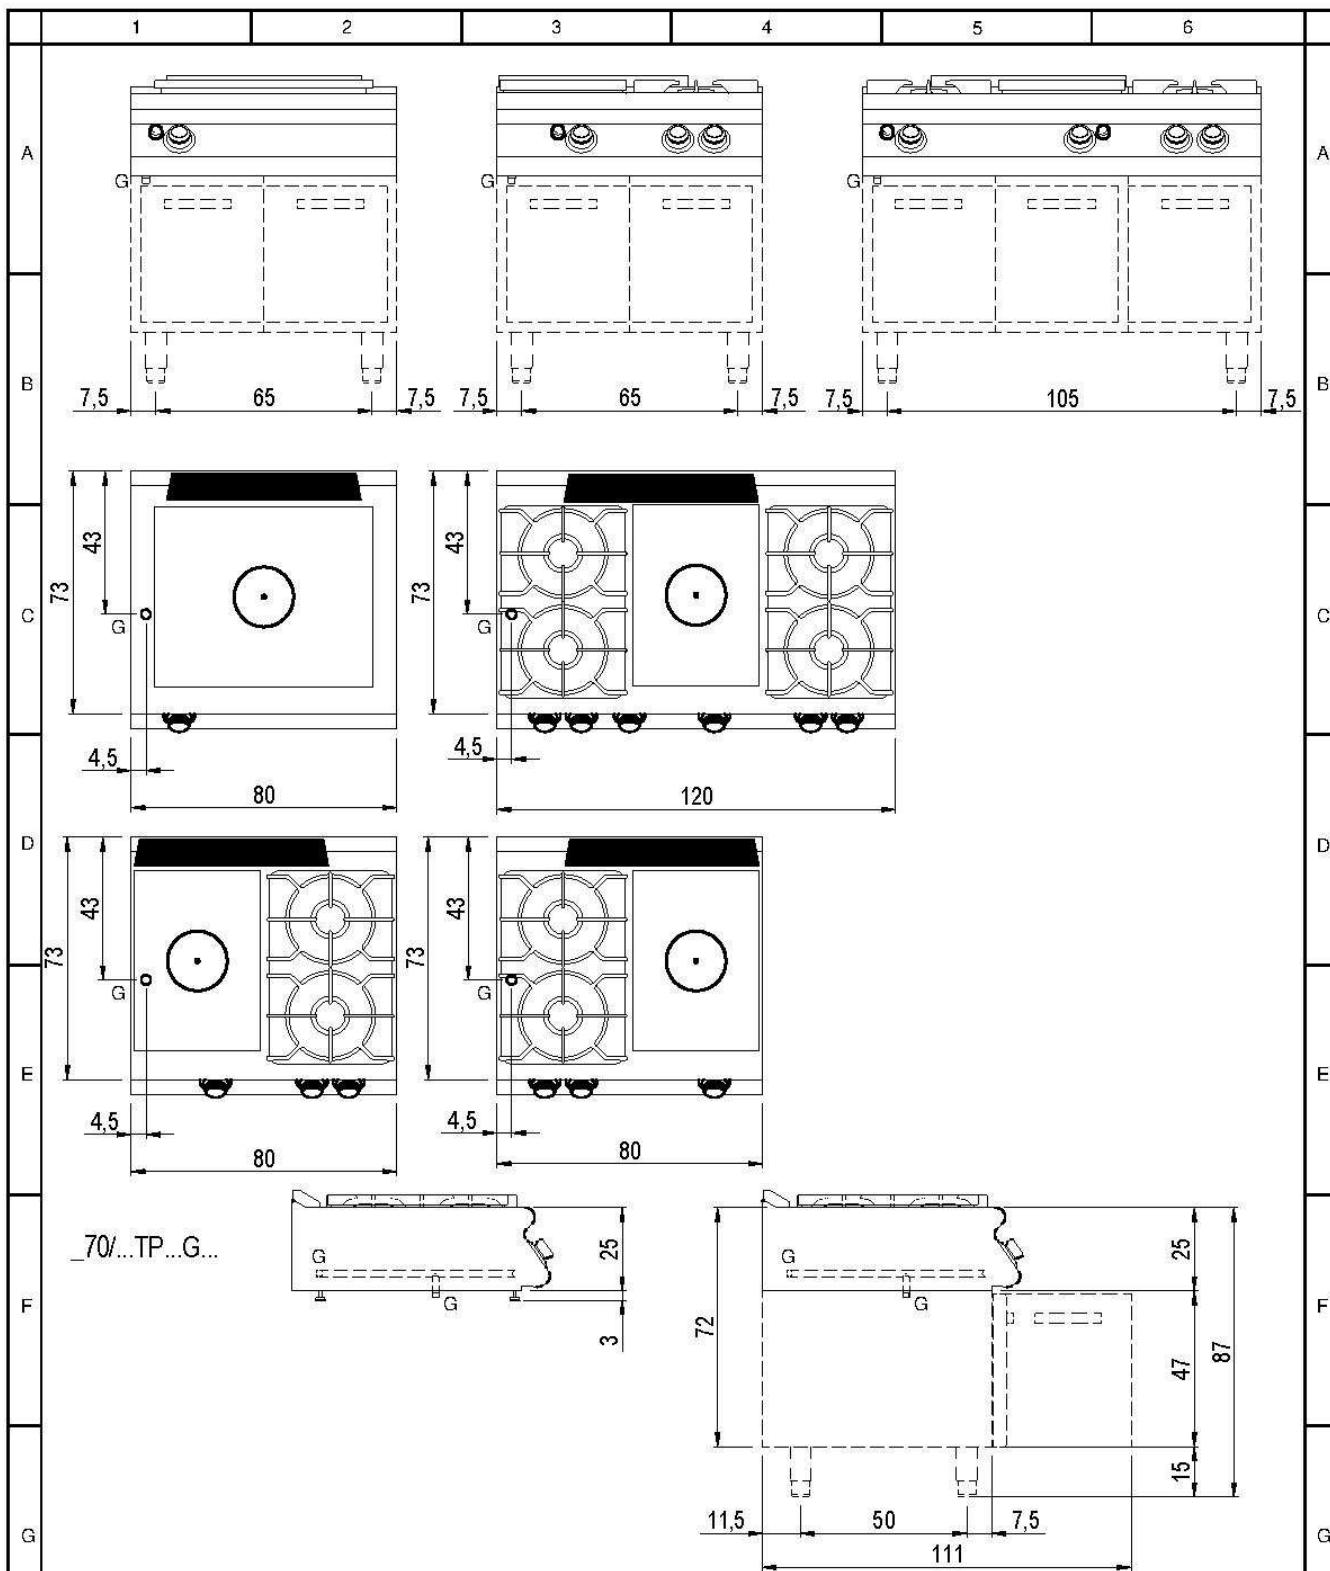 1 2 3 4 5 6
A A
G G G
B B
7,5 65 7,5 7,5 65 7,5 7,5 105 7,5
43 43
73 73
C C
G G
4,5 4,5
80 120
D D
43 43
73 73
G G
E E
4,5 4,5
80 80
_70/...TP...G...
G 25 G 25
F F
G G
3 72 47 87
15
G G
11,5 50 7,5
111